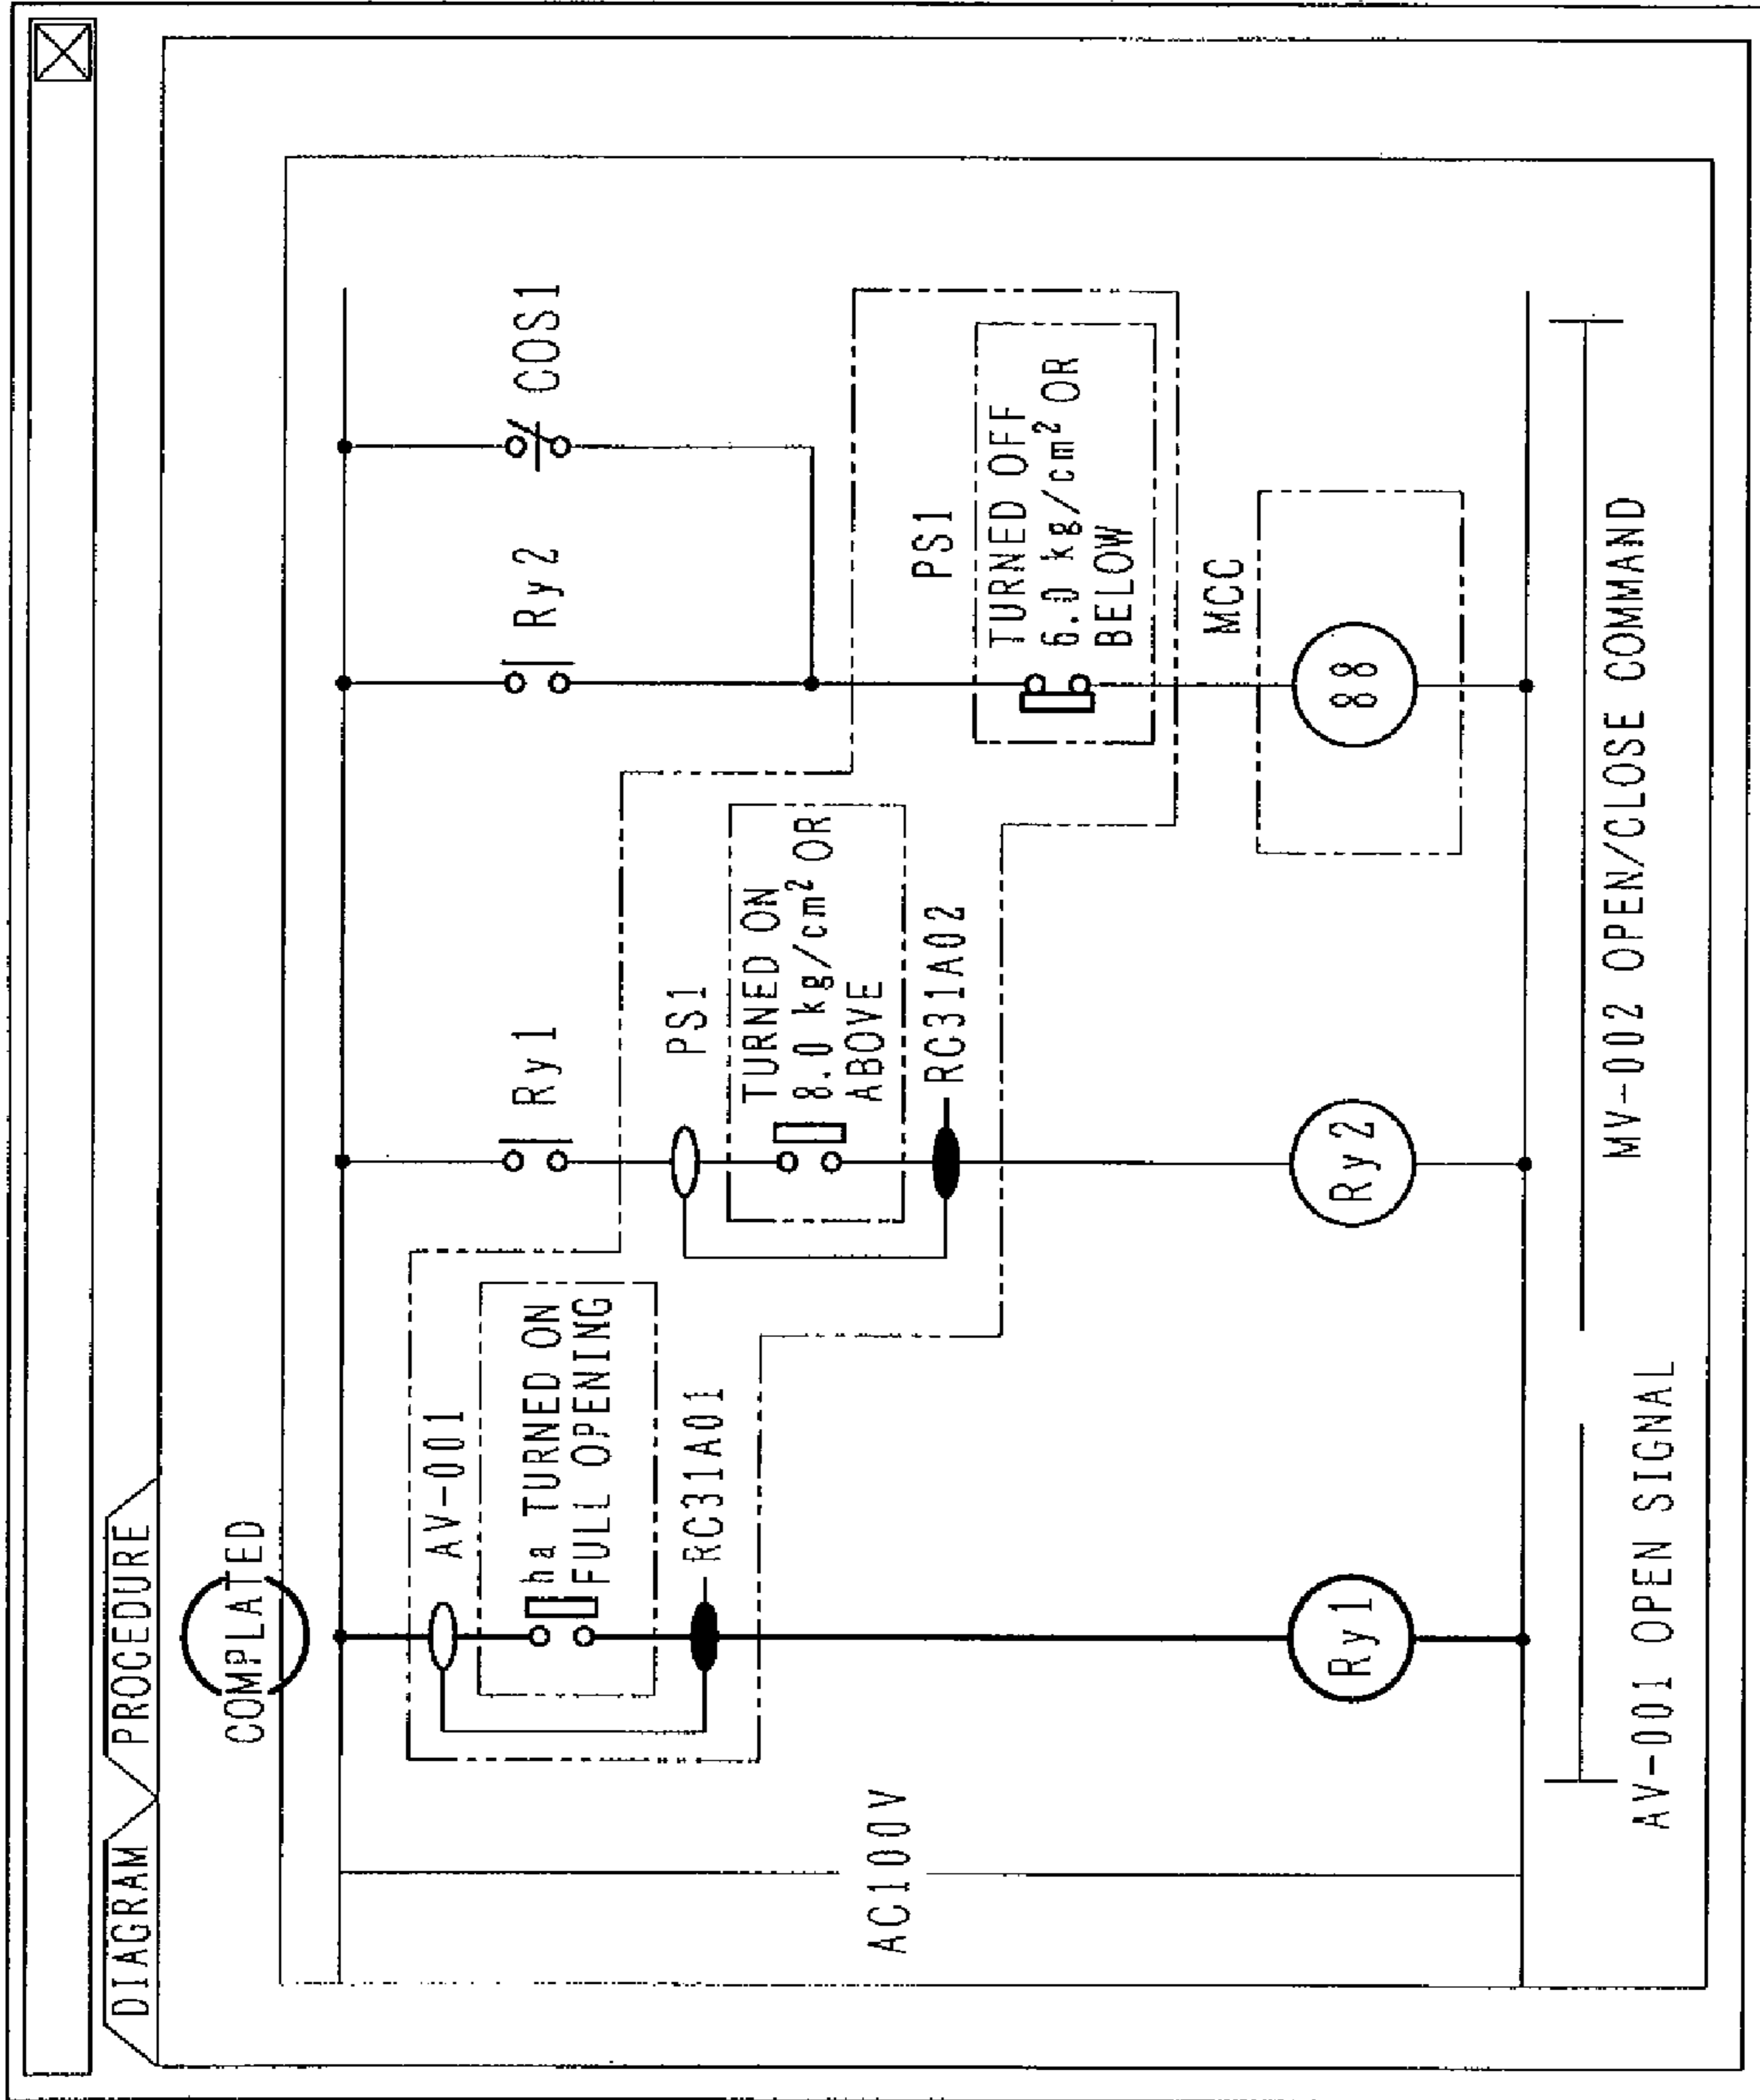 DIAGRAM
PROCEDURE
COMPLATED
AC100V
AV-001
ha TURNED ON
FULL OPENING
RC31A01
Ry1
Ry1
PS1
TURNED ON
8.0 kg/cm² OR
ABOVE
RC31A02
Ry2
Ry2
COS1
PS1
TURNED OFF
6.0 kg/cm² OR
BELOW
MCC
88
AV-001 OPEN SIGNAL
MV-002 OPEN/CLOSE COMMAND